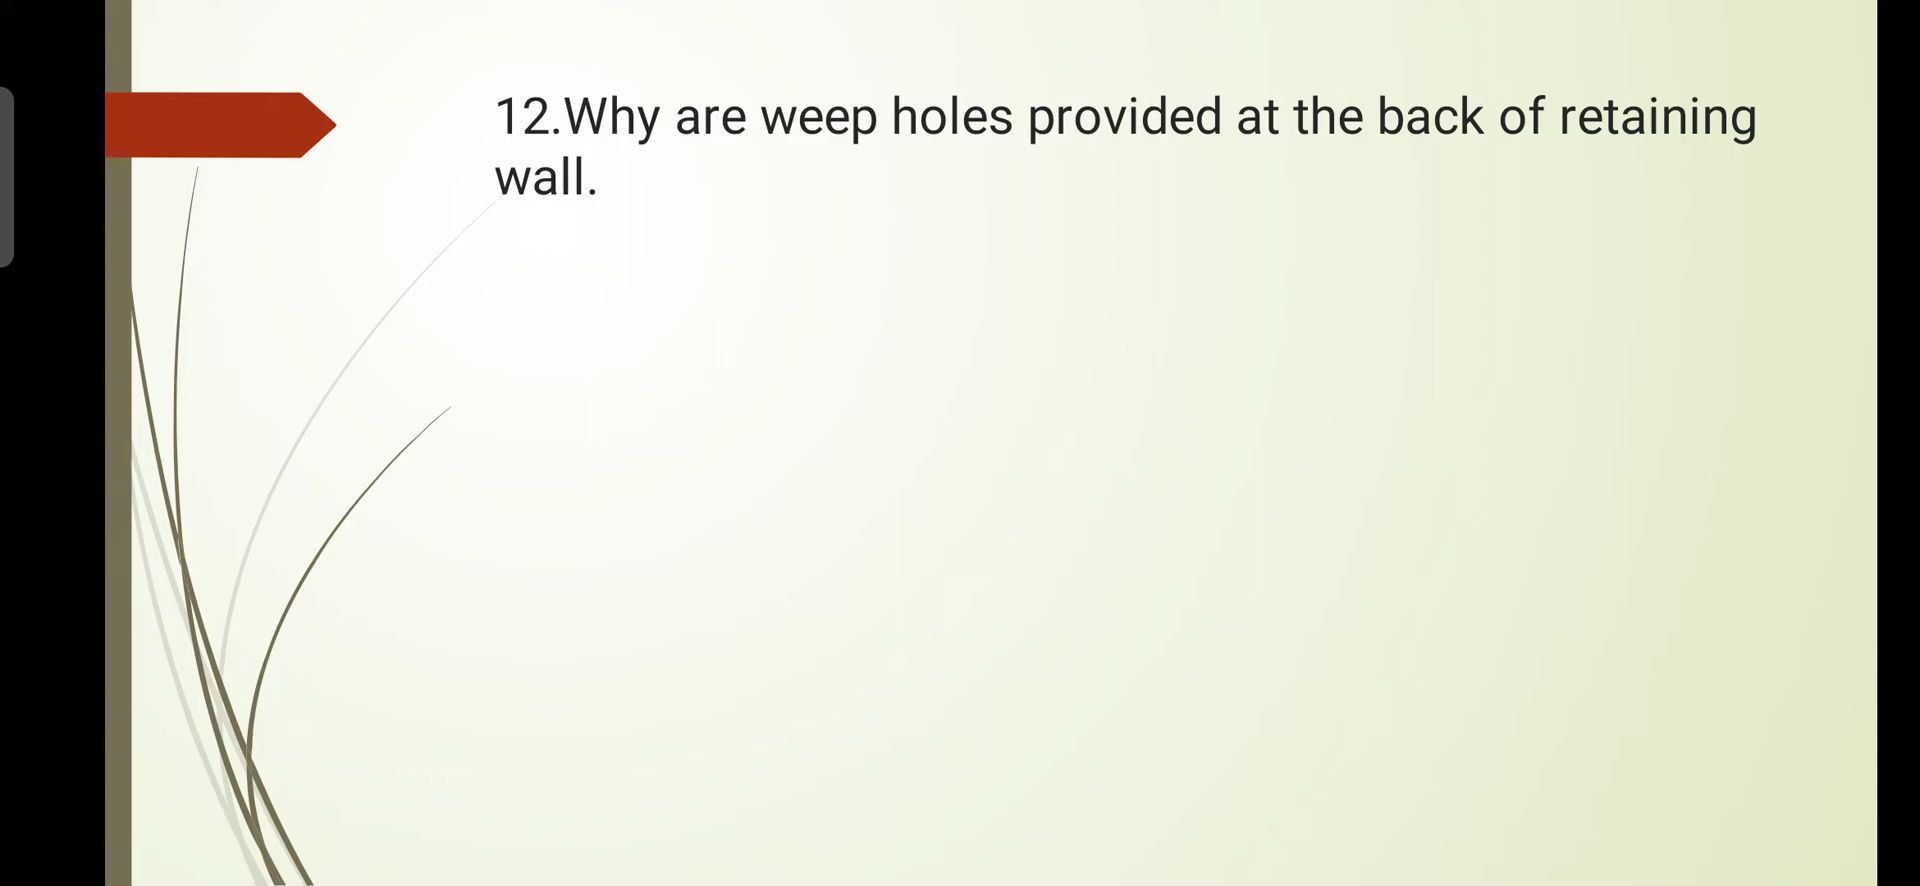 12.Why are weep holes provided at the back of retaining
wall.